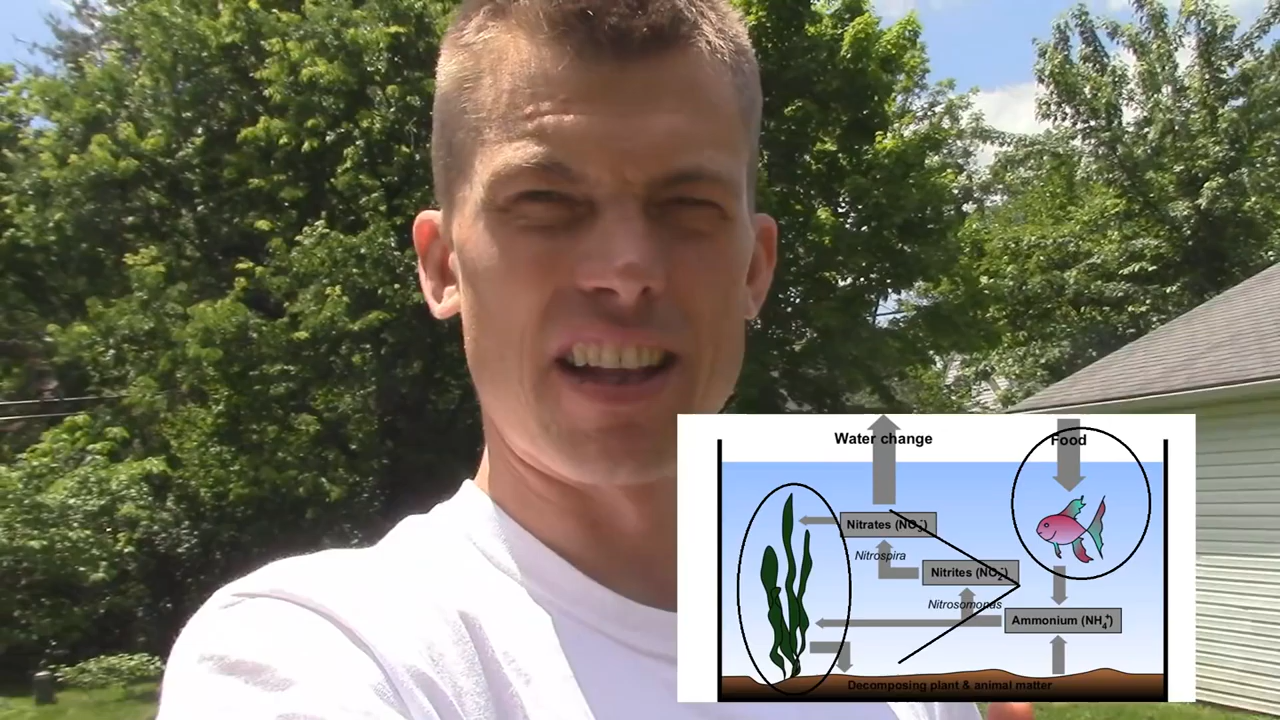 Water change
Food
Nitrates (NO₃⁻)
Nitrospira
Nitrites (NO₂⁻)
Nitrosomonas
Ammonium (NH₄⁺)
Decomposing plant & animal matter